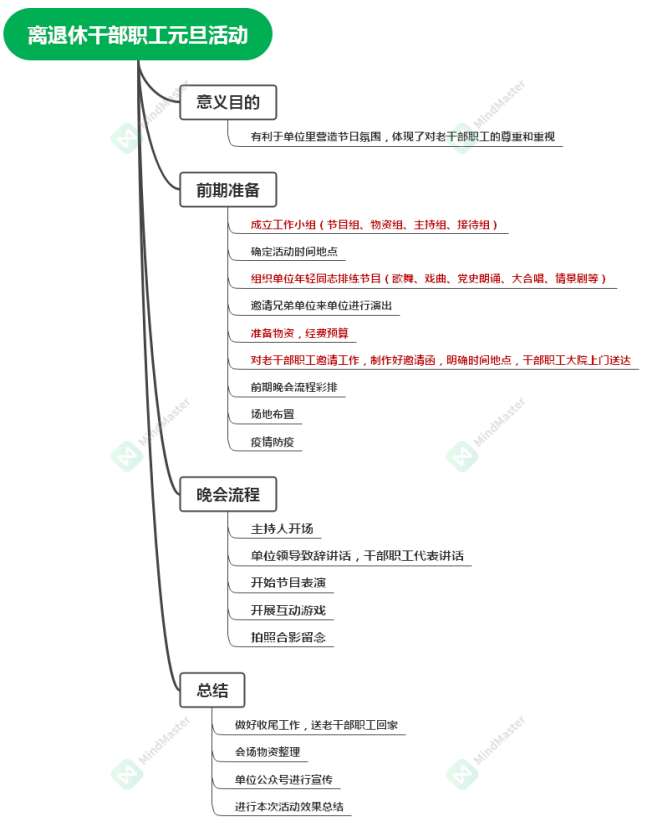 离退休干部职工元旦活动
意义目的
有利于单位里营造节日氛围，体现了对老干部职工的尊重和重视
前期准备
成立工作小组（节目组、物资组、主持组、接待组）
确定活动时间地点
组织单位年轻同志排练节目（歌舞、戏曲、党史朗诵、大合唱、情景剧等）
邀请兄弟单位来单位进行演出
准备物资，经费预算
对老干部职工邀请工作，制作好邀请函，明确时间地点，干部职工大院上门送达
前期晚会流程彩排
场地布置
疫情防疫
晚会流程
主持人开场
单位领导致辞讲话，干部职工代表讲话
开始节目表演
开展互动游戏
拍照合影留念
总结
做好收尾工作，送老干部职工回家
会场物资整理
单位公众号进行宣传
进行本次活动效果总结
MindMaster
MindMaster
MindMaster
MindMaster
MindMaster
MindMaster